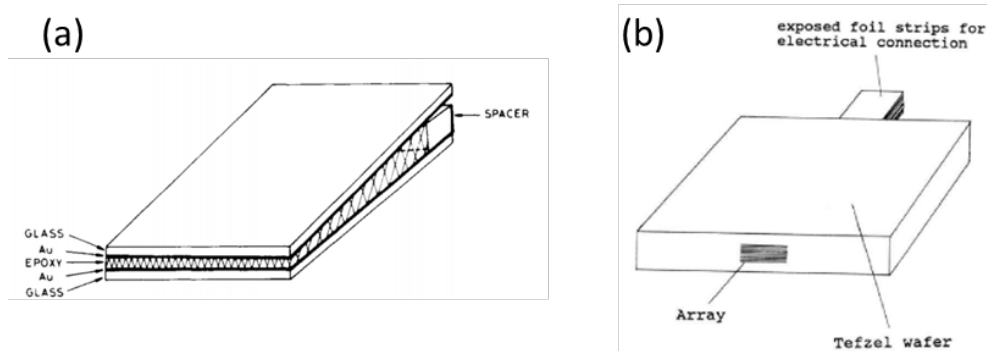 (a)
SPACER
GLASS
Au
EPOXY
Au
GLASS
(b)
exposed foil strips for
electrical connection
Array
Tefzel wafer